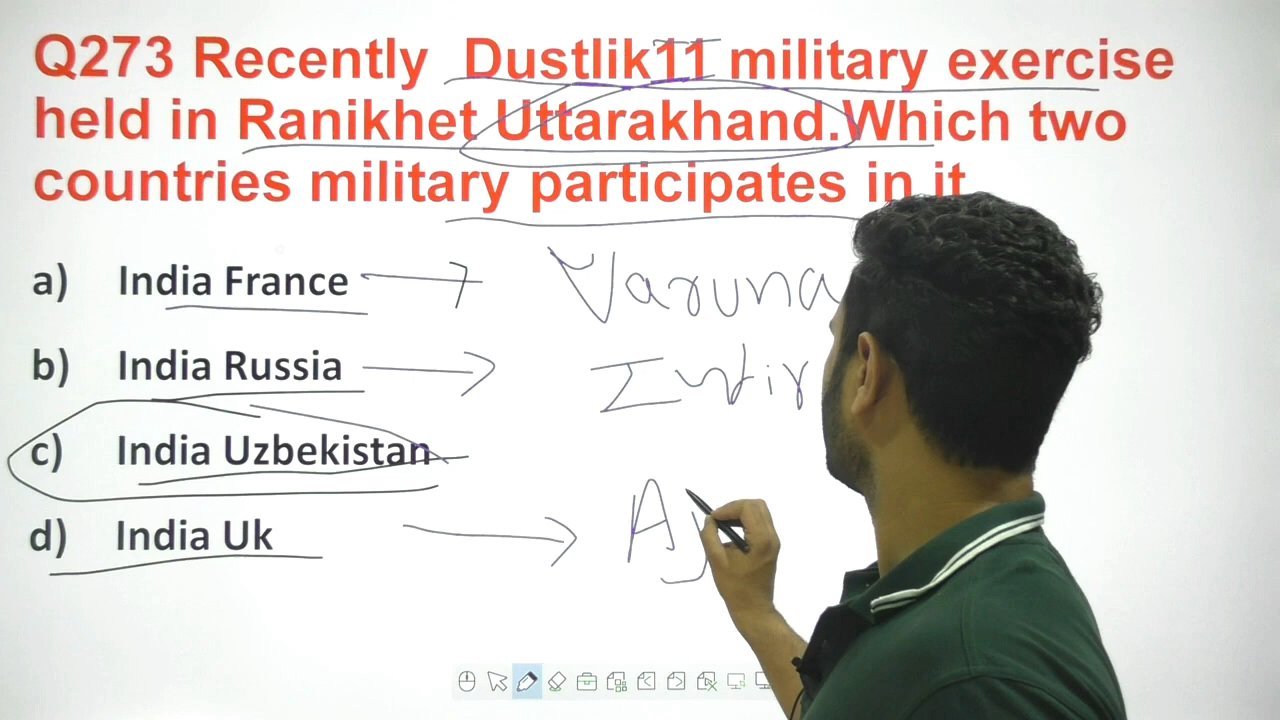 Q273 Recently Dustlik11 military exercise
held in Ranikhet Uttarakhand.Which two
countries military participates in it
a) India France Varuna
b) India Russia
c) India Uzbekistan
d) India Uk Aj